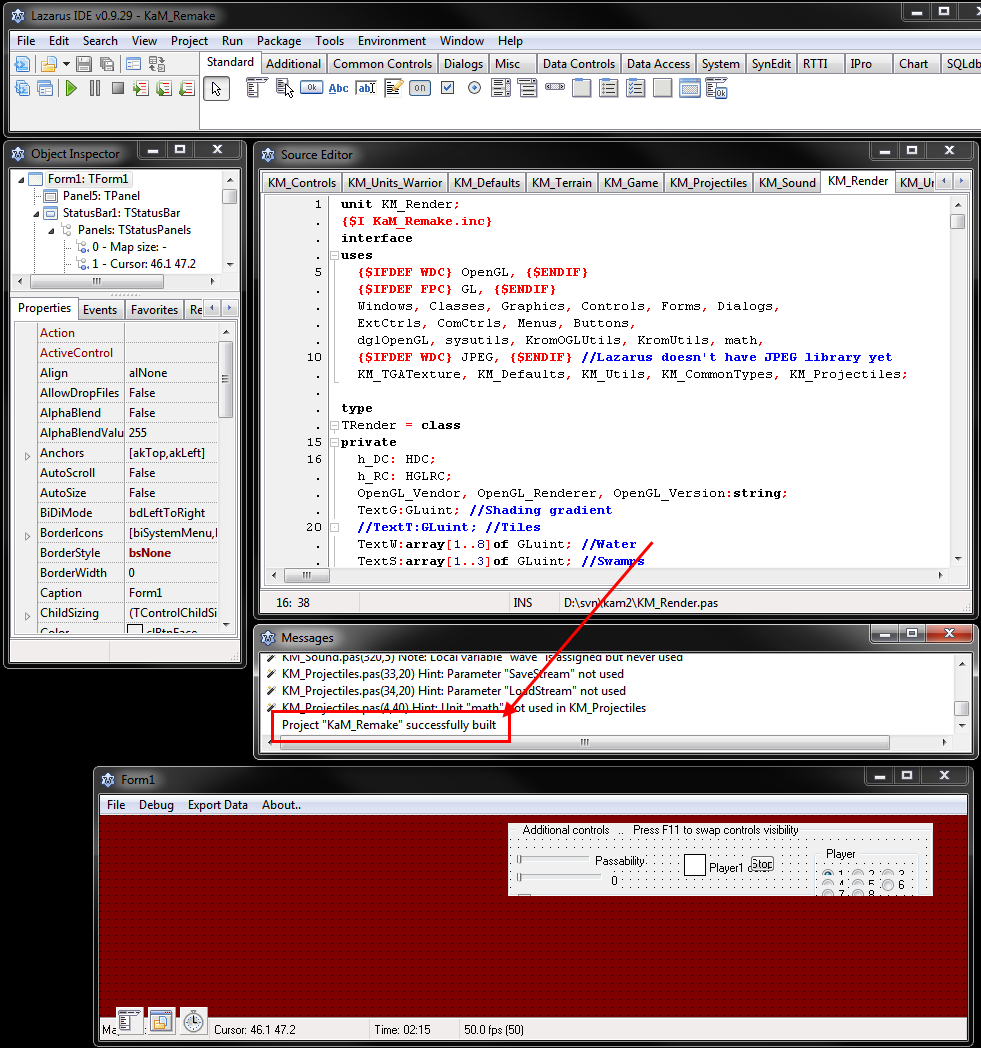 Lazarus IDE v0.9.29 - KaM_Remake
File Edit Search View Project Run Package Tools Environment Window Help
Standard Additional Common Controls Dialogs Misc Data Controls Data Access System SynEdit RTTI IPro Chart SQLdb
Ok Abc ab on Ok
Object Inspector
Form1: TForm1
Panel5: TPanel
StatusBar1: TStatusBar
Panels: TStatusPanels
0 - Map size: -
1 - Cursor: 46.1 47.2
Properties Events Favorites Re
Action
ActiveControl
Align alNone
AllowDropFiles False
AlphaBlend False
AlphaBlendValu 255
Anchors [akTop,akLeft]
AutoScroll False
AutoSize False
BiDiMode bdLeftToRight
BorderIcons [biSystemMenu,
BorderStyle bsNone
BorderWidth 0
Caption Form1
ChildSizing (TControlChildSi
Color clBtnFace
Source Editor
KM_Controls KM_Units_Warrior KM_Defaults KM_Terrain KM_Game KM_Projectiles KM_Sound KM_Render KM_Ur
1 unit KM_Render;
. {$I KaM_Remake.inc}
. interface
. uses
5 {$IFDEF WDC} OpenGL, {$ENDIF}
. {$IFDEF FPC} GL, {$ENDIF}
. Windows, Classes, Graphics, Controls, Forms, Dialogs,
. ExtCtrls, ComCtrls, Menus, Buttons,
. dglOpenGL, sysutils, KromOGLUtils, KromUtils, math,
10 {$IFDEF WDC} JPEG, {$ENDIF} //Lazarus doesn't have JPEG library yet
. KM_TGATexture, KM_Defaults, KM_Utils, KM_CommonTypes, KM_Projectiles;
.
. type
. TRender = class
15 private
16 h_DC: HDC;
. h_RC: HGLRC;
. OpenGL_Vendor, OpenGL_Renderer, OpenGL_Version:string;
. TextG:GLuint; //Shading gradient
20 //TextT:GLuint; //Tiles
. TextW:array[1..8]of GLuint; //Water
. TextS:array[1..3]of GLuint; //Swamps
16: 38 INS D:\svn\kam2\KM_Render.pas
Messages
KM_Sound.pas(320,5) Note: Local variable "wave" is assigned but never used
KM_Projectiles.pas(33,20) Hint: Parameter "SaveStream" not used
KM_Projectiles.pas(34,20) Hint: Parameter "LoadStream" not used
KM_Projectiles.pas(4,40) Hint: Unit "math" not used in KM_Projectiles
Project "KaM_Remake" successfully built
Form1
File Debug Export Data About..
Additional controls .. Press F11 to swap controls visibility
Passability
0
Player1 Stop
Player
1 2 3
4 5 6
7 8
Ma Cursor: 46.1 47.2 Time: 02:15 50.0 fps (50)